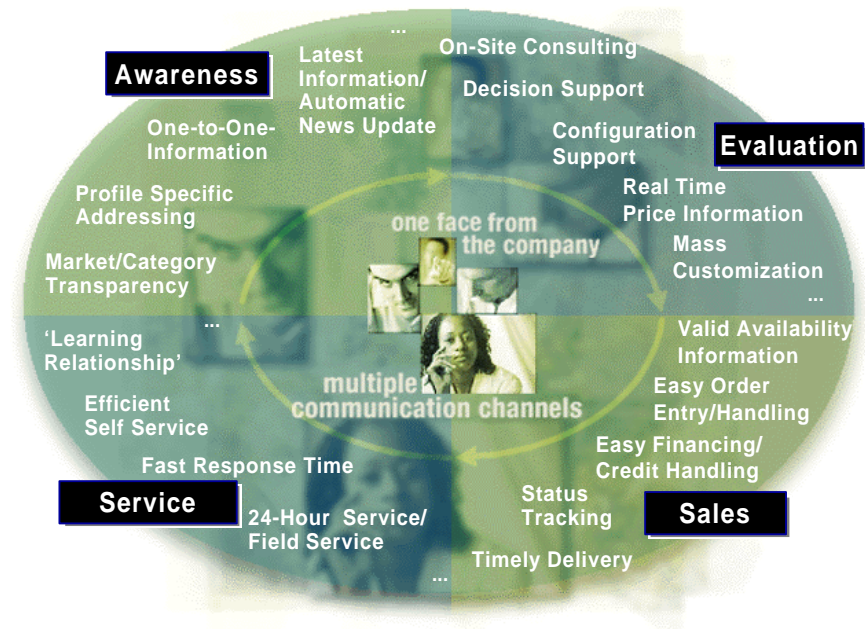 ...
Awareness
Latest
Information/
Automatic
News Update
One-to-One-
Information
Profile Specific
Addressing
Market/Category
Transparency
On-Site Consulting
Decision Support
Configuration
Support
Evaluation
Real Time
Price Information
Mass
Customization
...
one face from
the company
multiple
communication channels
...
‘Learning
Relationship’
Efficient
Self Service
Fast Response Time
Service
24-Hour Service/
Field Service
...
Valid Availability
Information
Easy Order
Entry/Handling
Easy Financing/
Credit Handling
Status
Tracking
Sales
Timely Delivery